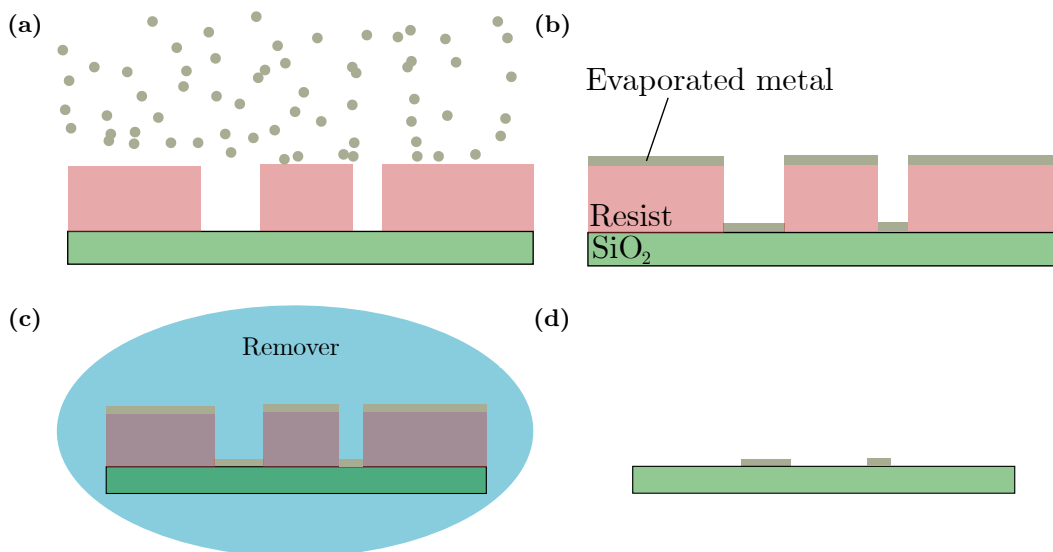 (a)
(b)
Evaporated metal
Resist
SiO₂
(c)
Remover
(d)